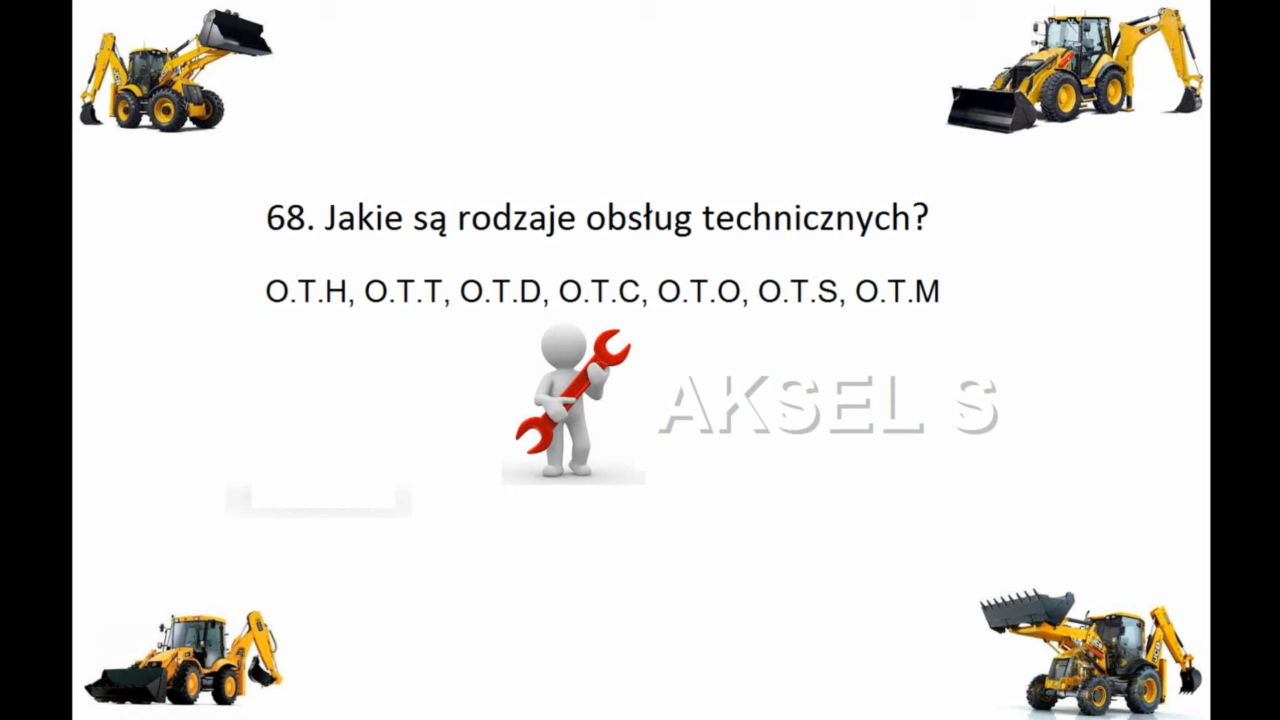 68. Jakie są rodzaje obsług technicznych?
O.T.H, O.T.T, O.T.D, O.T.C, O.T.O, O.T.S, O.T.M
AKSEL S